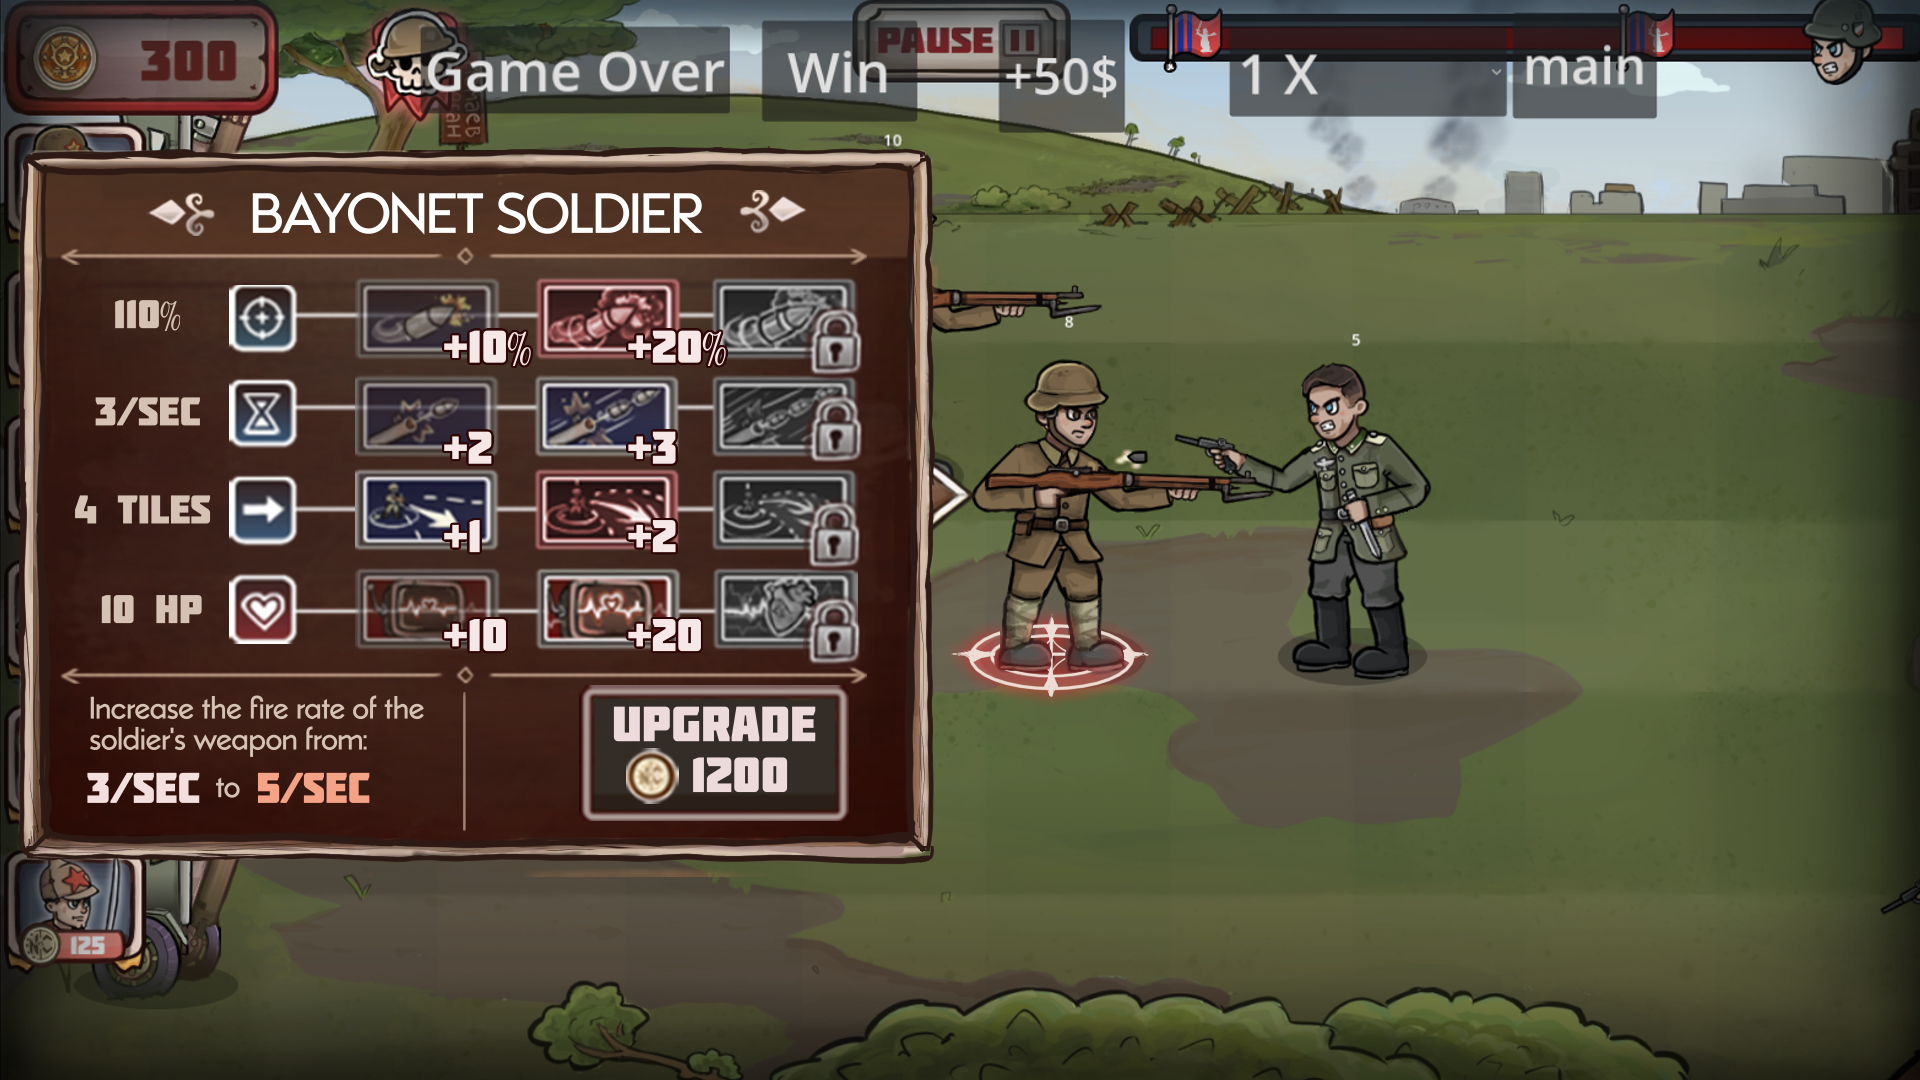 300
PAUSE
Game Over
Win
+50$
1 X
main
10
BAYONET SOLDIER
110%
+10%
+20%
3/SEC
+2
+3
4 TILES
+1
+2
10 HP
+10
+20
Increase the fire rate of the
soldier's weapon from:
3/SEC to 5/SEC
UPGRADE
1200
8
5
125